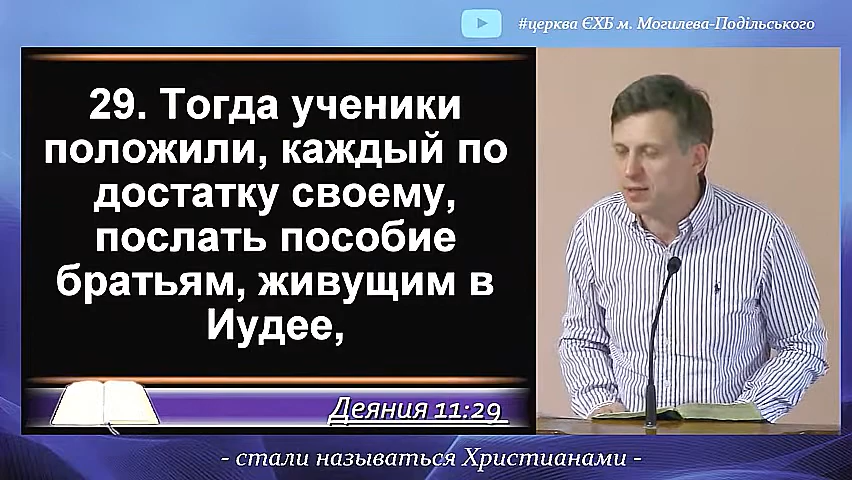 #церква ЄХБ м. Могилева-Подільського
29. Тогда ученики
положили, каждый по
достатку своему,
послать пособие
братьям, живущим в
Иудее,
Деяния 11:29
- стали называться Христианами -